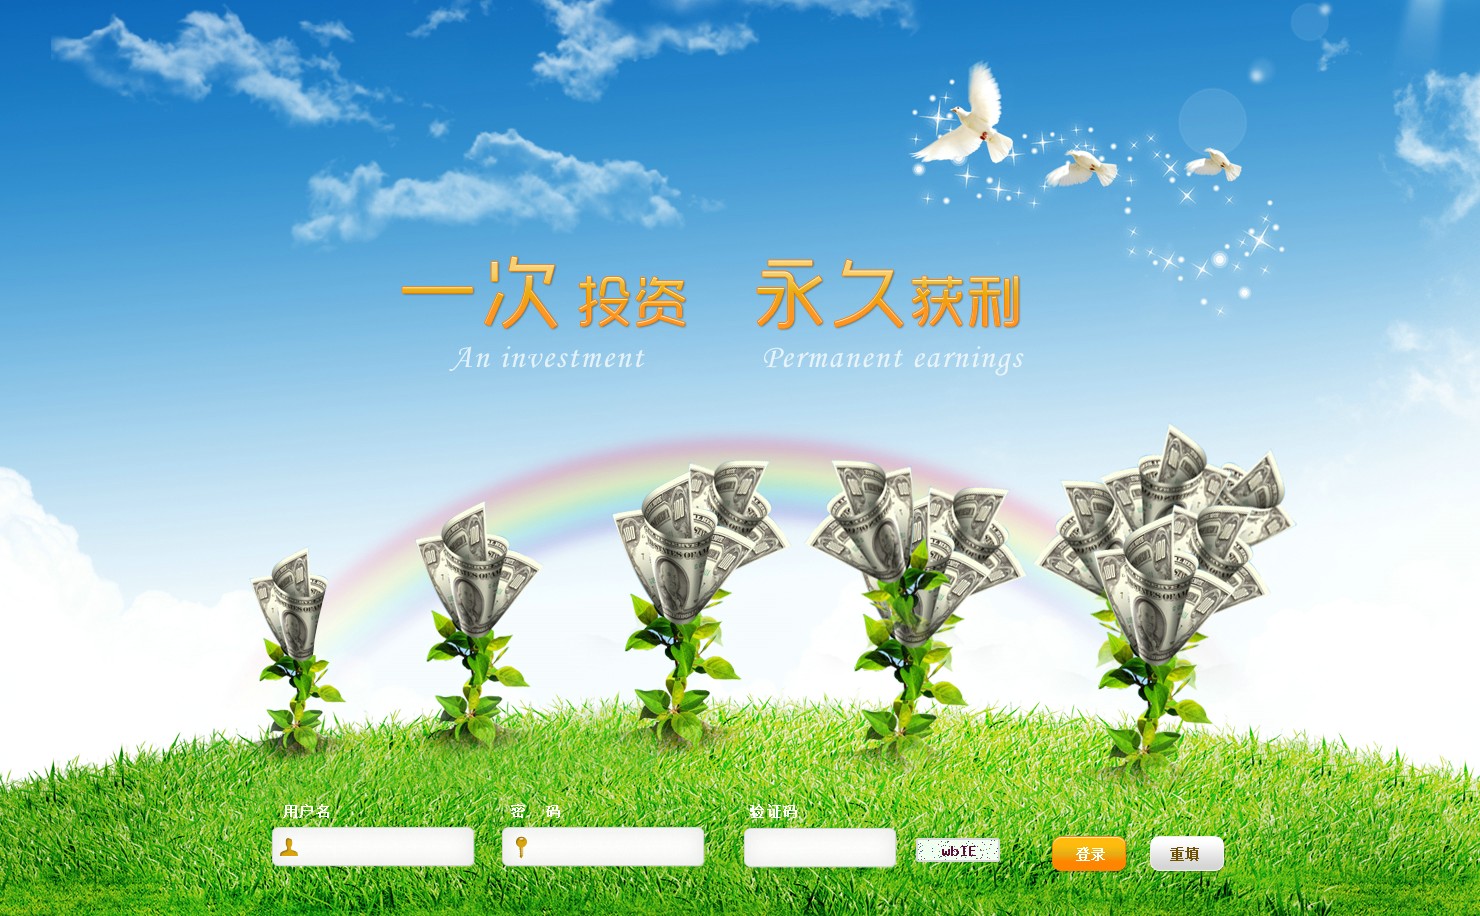 一次 投资 永久获利
An investment Permanent earnings
用户名 密 码 验证码
wbIE 登录 重填